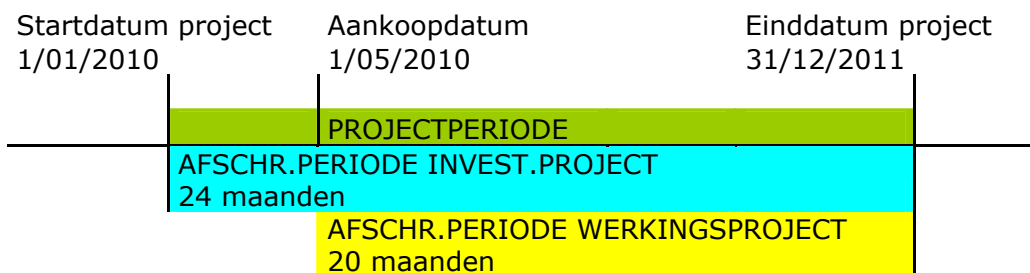 Startdatum project Aankoopdatum Einddatum project
1/01/2010 1/05/2010 31/12/2011
PROJECTPERIODE
AFSCHR.PERIODE INVEST.PROJECT
24 maanden
AFSCHR.PERIODE WERKINGSPROJECT
20 maanden